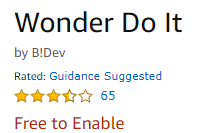 Wonder Do It
by B!Dev
Rated: Guidance Suggested
65
Free to Enable